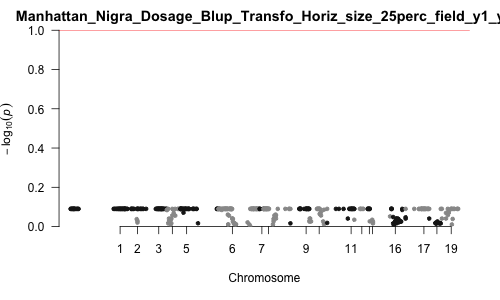 Manhattan_Nigra_Dosage_Blup_Transfo_Horiz_size_25perc_field_y1_y
− log10(p)
1.0
0.8
0.6
0.4
0.2
0.0
1 2 3 5 6 7 9 11 16 17 19
Chromosome